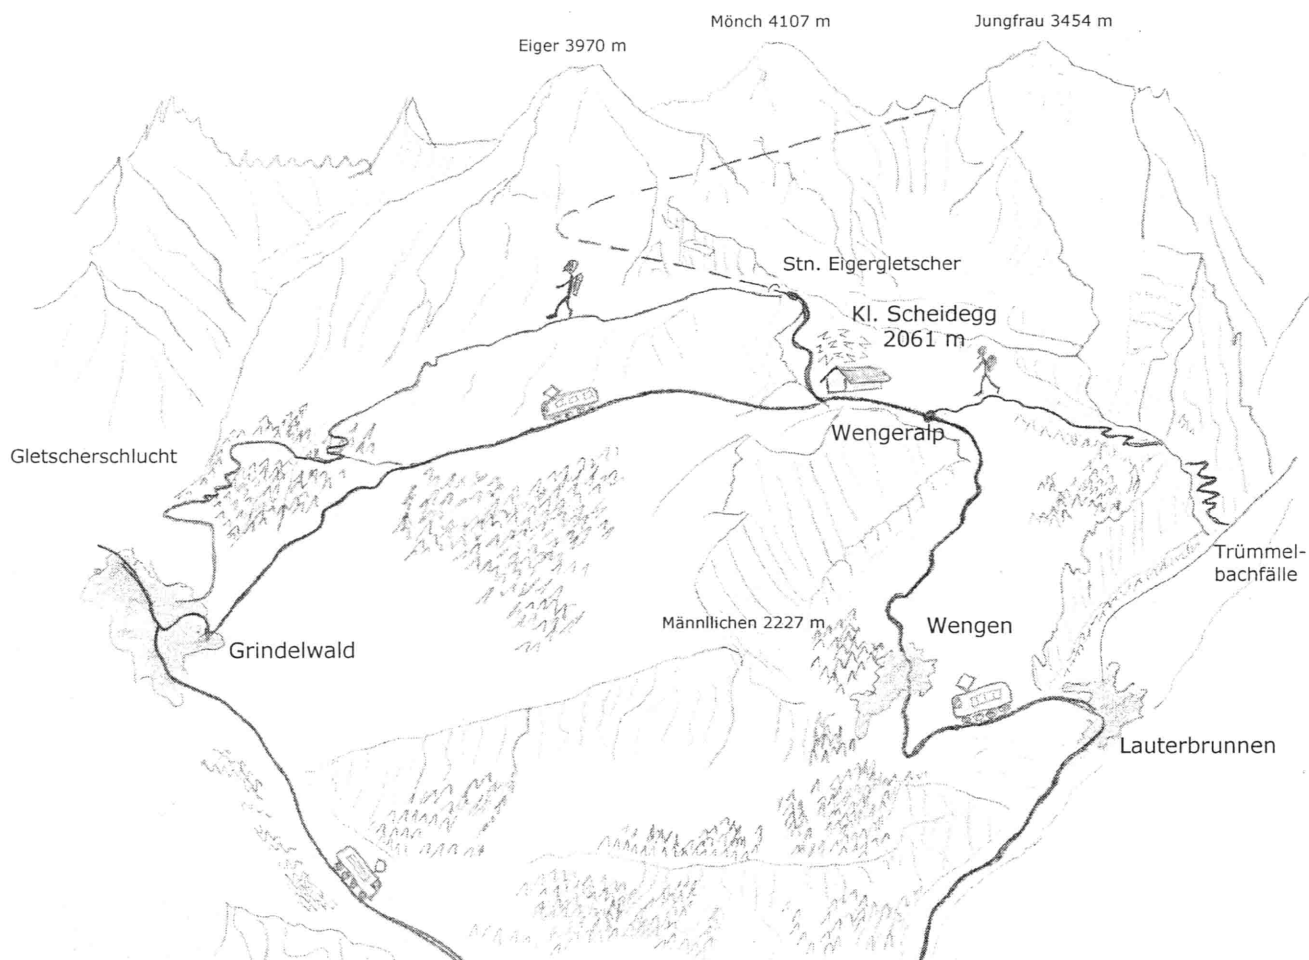 Mönch 4107 m
Jungfrau 3454 m
Eiger 3970 m
Stn. Eigergletscher
Kl. Scheidegg
2061 m
Wengeralp
Gletscherschlucht
Trümmel-
bachfälle
Männllichen 2227 m
Wengen
Grindelwald
Lauterbrunnen